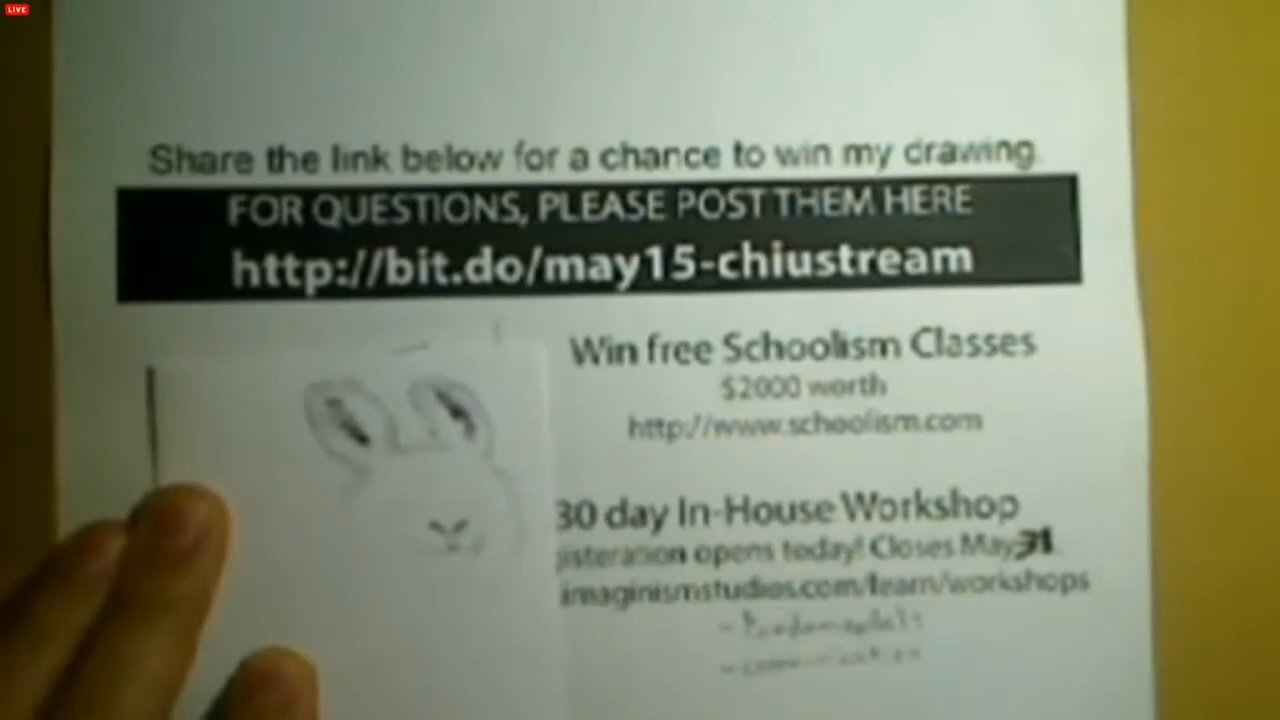 LIVE
Share the link below for a chance to win my drawing.
FOR QUESTIONS, PLEASE POST THEM HERE
http://bit.do/may15-chiustream
Win free Schoolism Classes
$2000 worth
http://www.schoolism.com
30 day In-House Workshop
gisteration opens today! Closes May 31
imaginismstudios.com/learn/workshops
- fundamentals